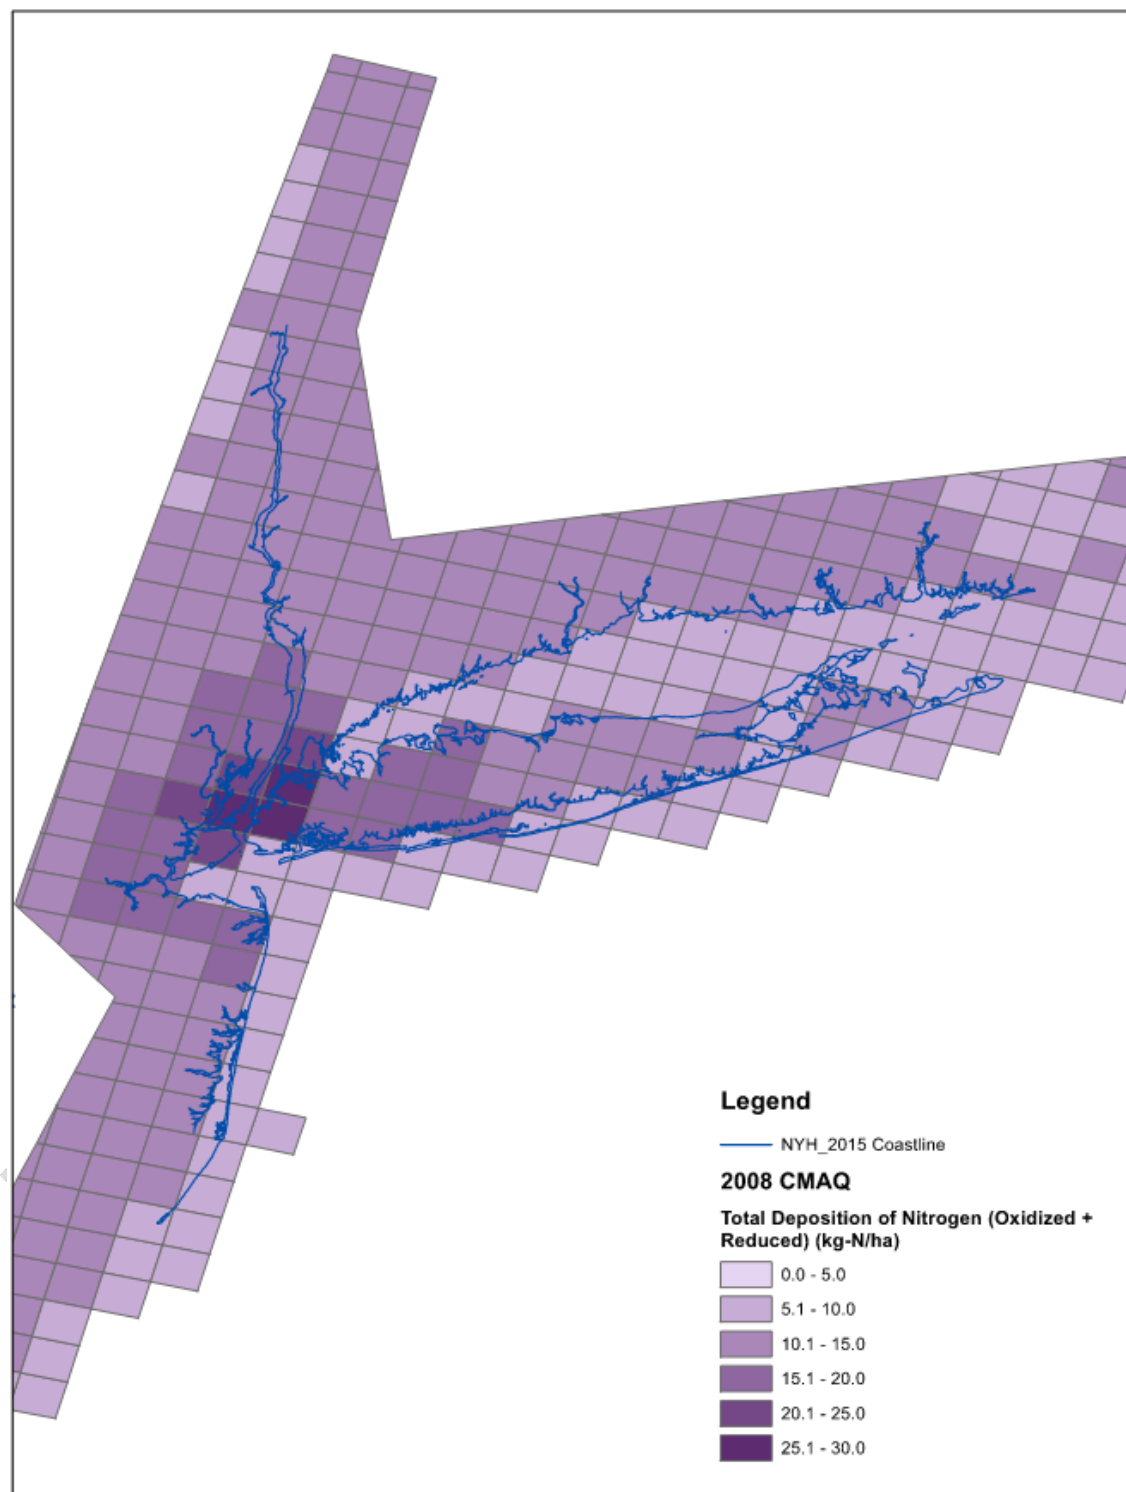 Legend
NYH_2015 Coastline
2008 CMAQ
Total Deposition of Nitrogen (Oxidized +
Reduced) (kg-N/ha)
0.0 - 5.0
5.1 - 10.0
10.1 - 15.0
15.1 - 20.0
20.1 - 25.0
25.1 - 30.0